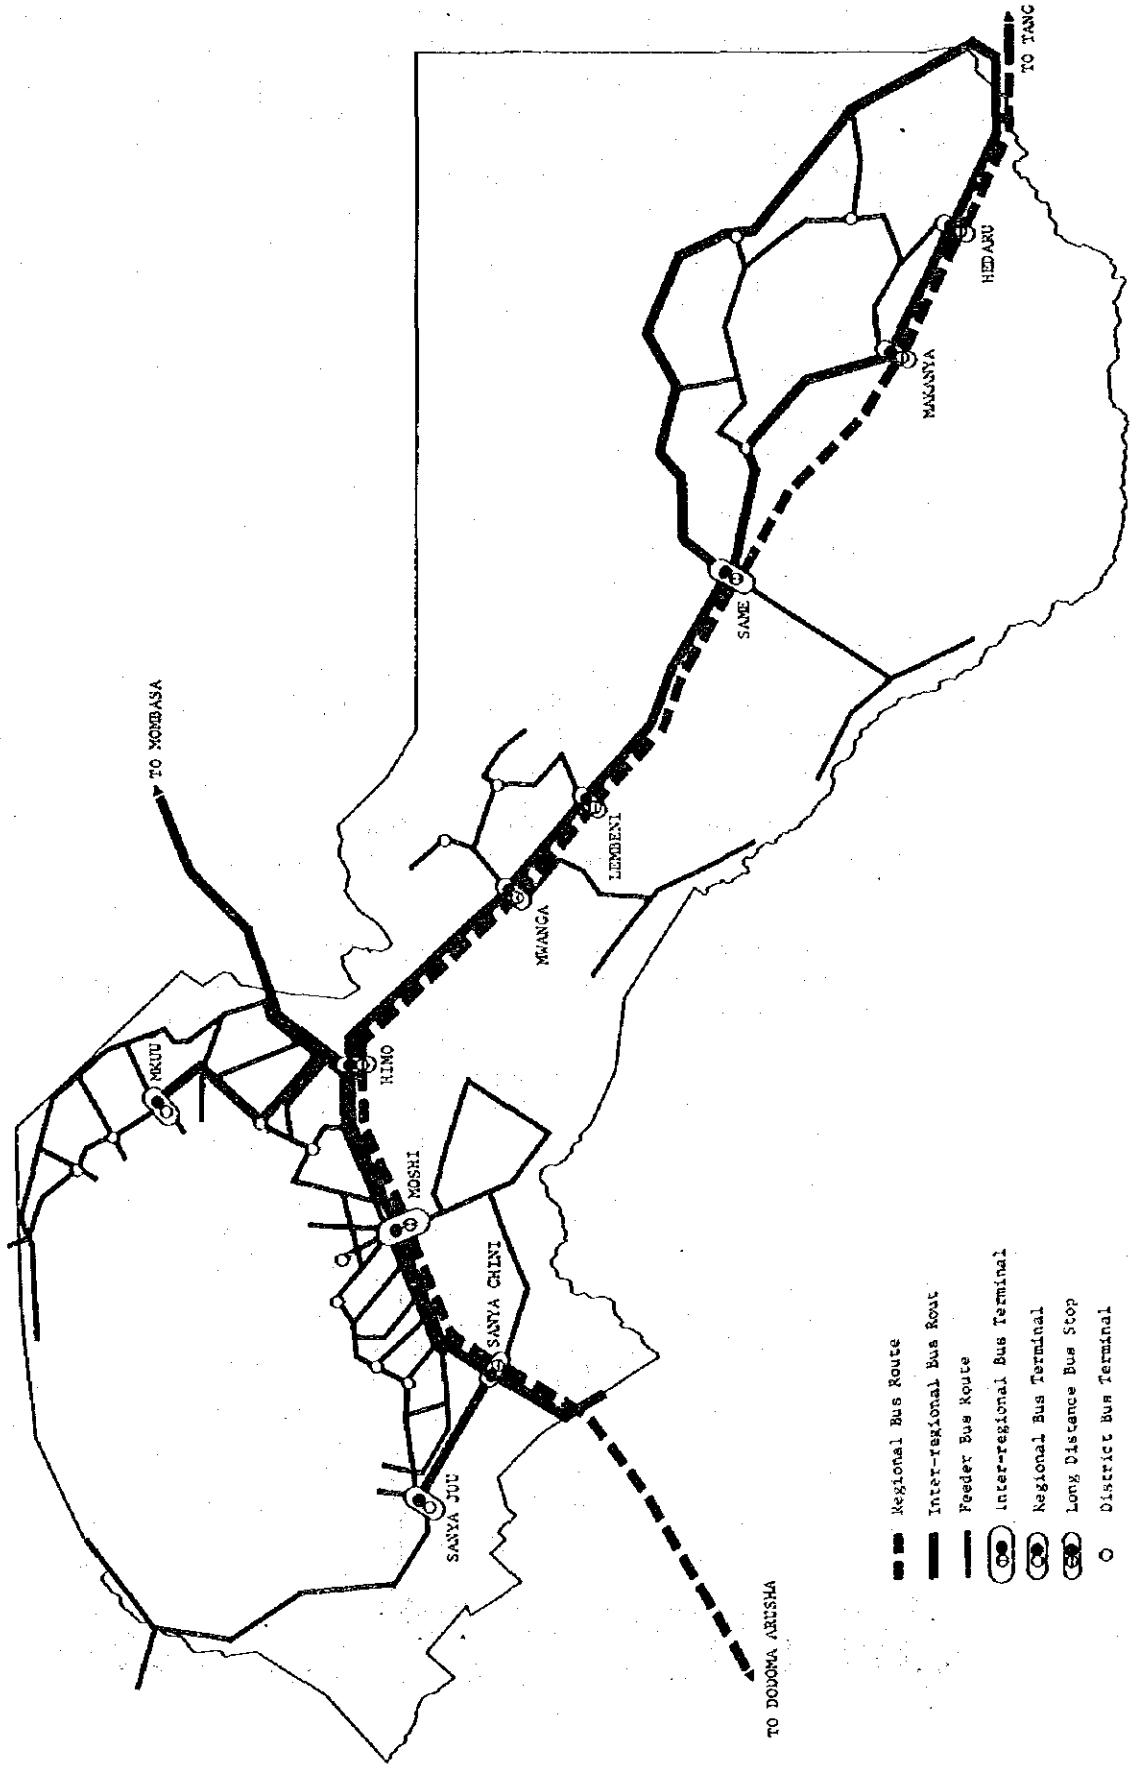 TO MOMBASA
TO TANG
MKUU
HIMO
MOSHI
SANYA CHINI
SANYA JUU
MWANGA
LEMBENI
SAME
MAKANYA
HEDARU
TO DODOMA ARUSHA
Regional Bus Route
Inter-regional Bus Rout
Feeder Bus Route
Inter-regional Bus Terminal
Regional Bus Terminal
Long Distance Bus Stop
District Bus Terminal